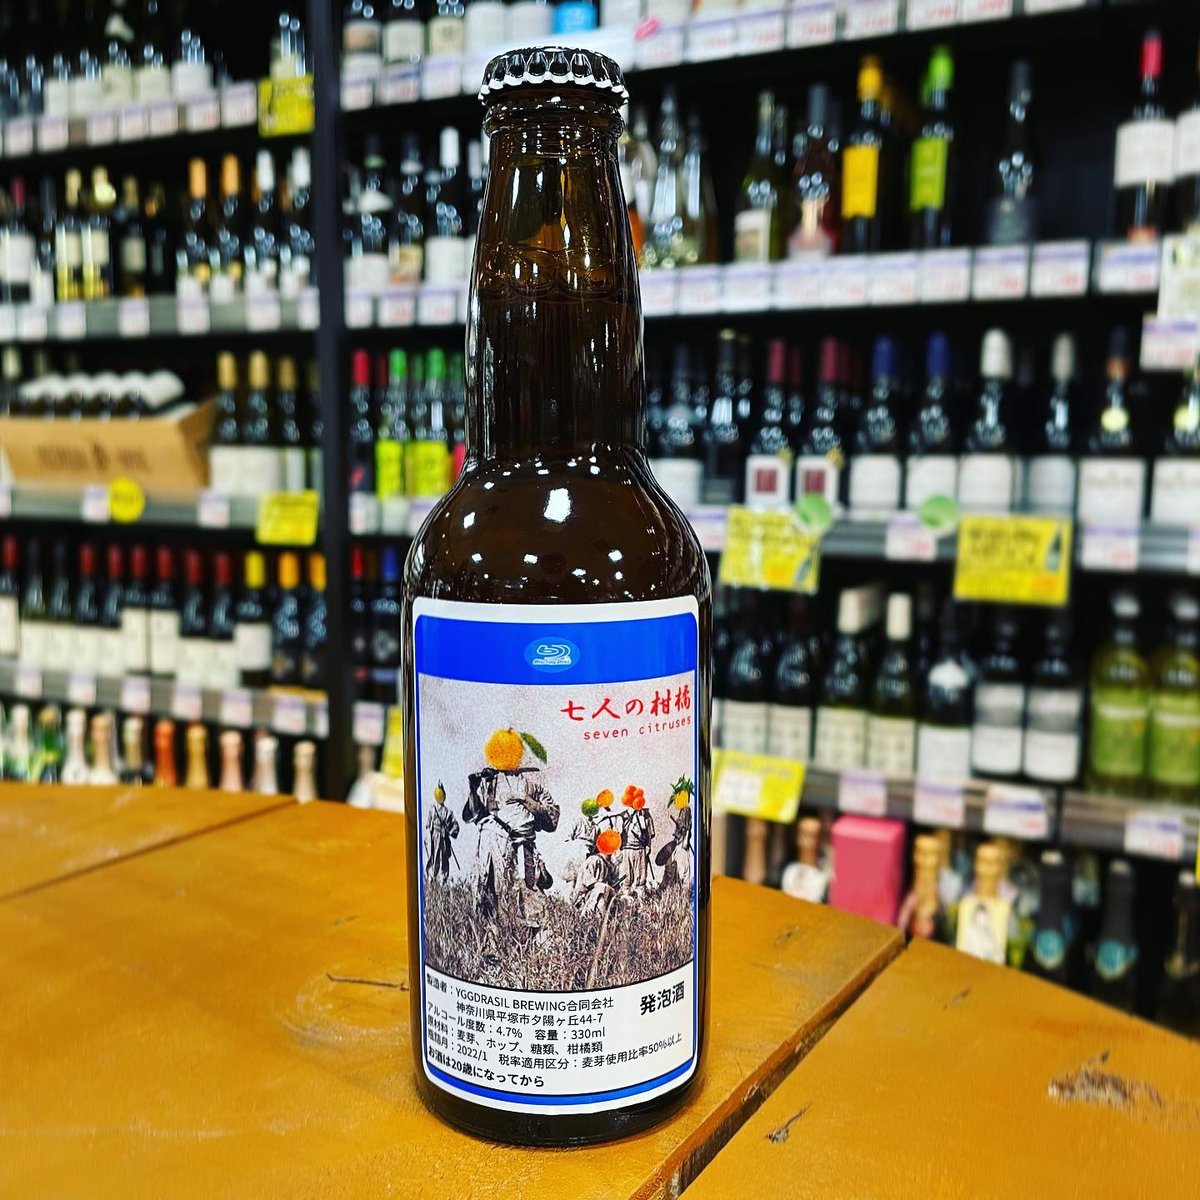 七人の柑橘
seven citruses
発泡酒
製造者：YGGDRASIL BREWING合同会社
神奈川県平塚市夕陽ヶ丘44-7
アルコール度数：4.7% 容量：330ml
原材料：麦芽、ホップ、糖類、柑橘類
瓶詰月：2022/1 税率適用区分：麦芽使用比率50%以上
お酒は20歳になってから